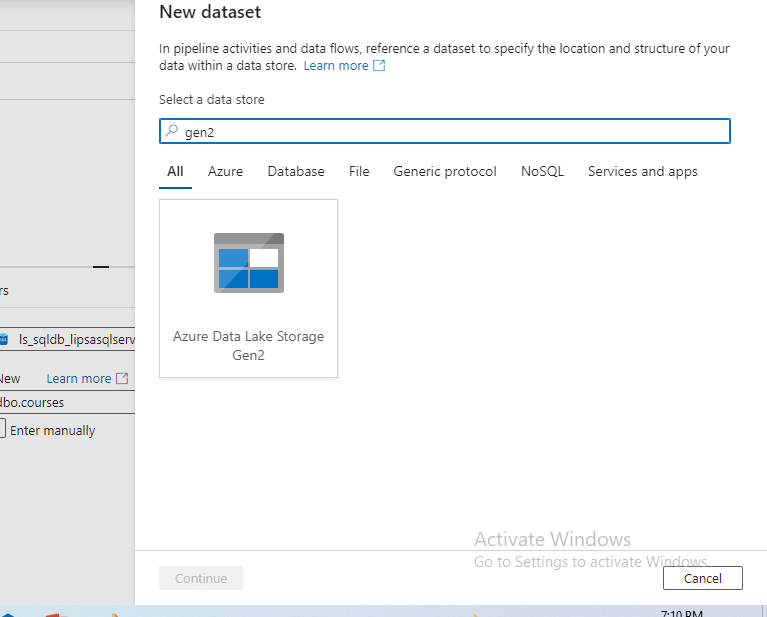 New dataset
In pipeline activities and data flows, reference a dataset to specify the location and structure of your
data within a data store. Learn more
Select a data store
gen2
All Azure Database File Generic protocol NoSQL Services and apps
Azure Data Lake Storage
Gen2
rs
ls_sqldb_lipsasqlserv
New Learn more
dbo.courses
Enter manually
Activate Windows
Go to Settings to activate Windows.
Continue
Cancel
7:10 PM